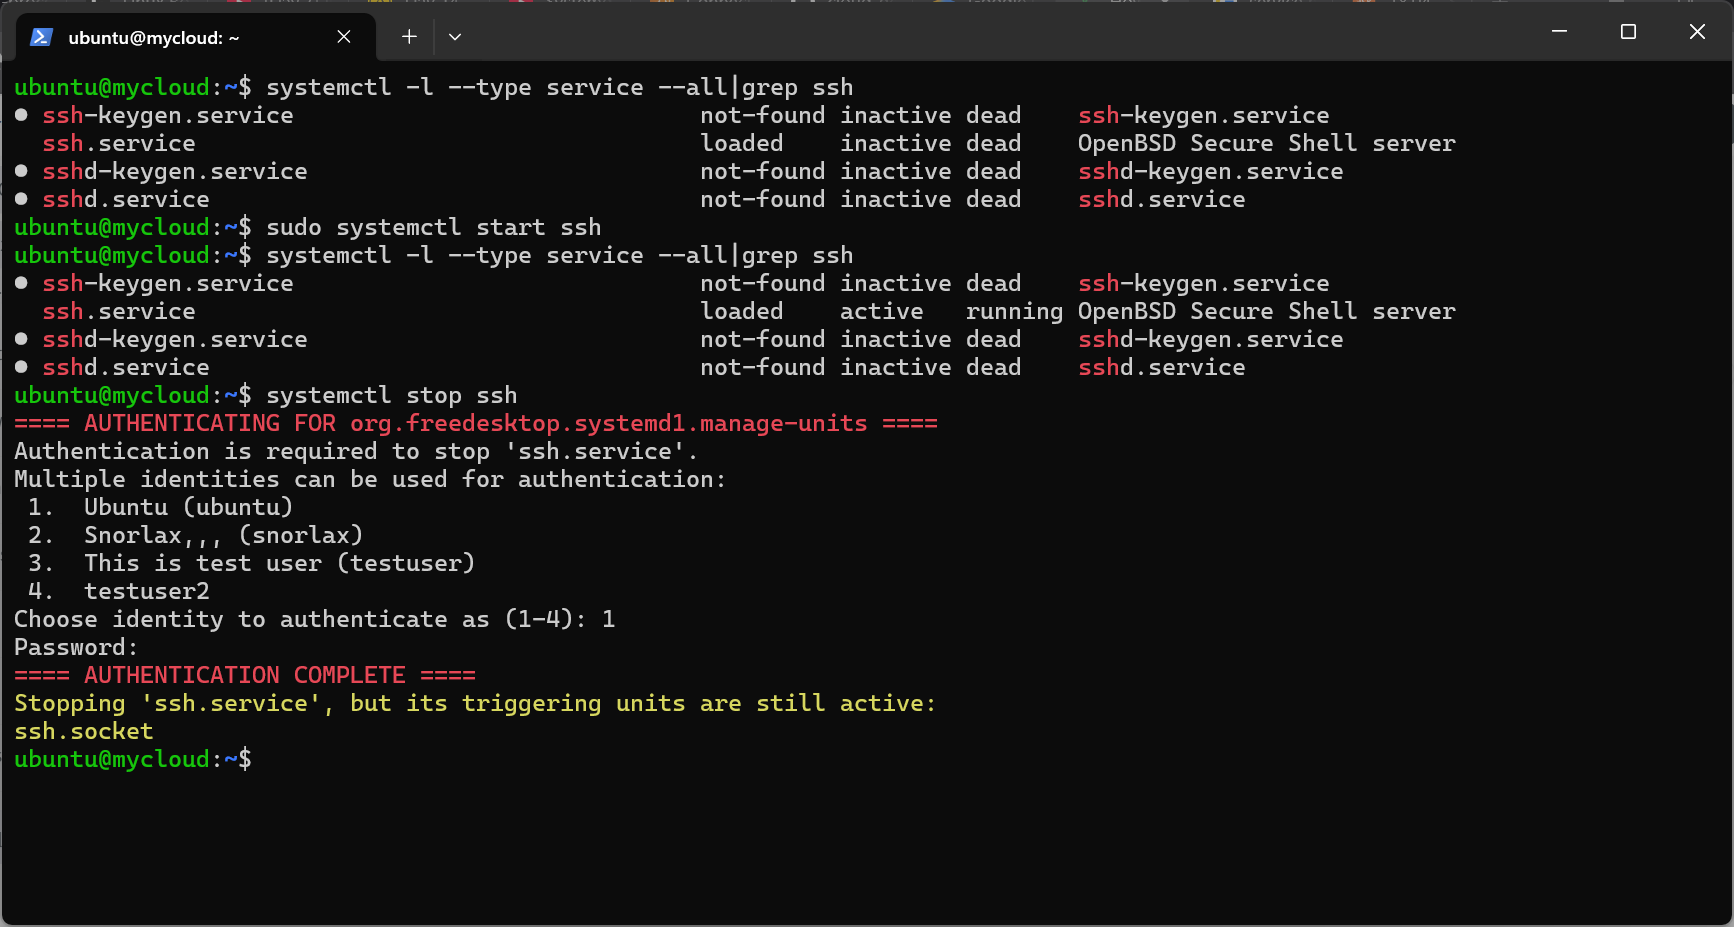 ubuntu@mycloud: ~
ubuntu@mycloud:~$ systemctl -l --type service --all|grep ssh
● ssh-keygen.service not-found inactive dead ssh-keygen.service
ssh.service loaded inactive dead OpenBSD Secure Shell server
● sshd-keygen.service not-found inactive dead sshd-keygen.service
● sshd.service not-found inactive dead sshd.service
ubuntu@mycloud:~$ sudo systemctl start ssh
ubuntu@mycloud:~$ systemctl -l --type service --all|grep ssh
● ssh-keygen.service not-found inactive dead ssh-keygen.service
ssh.service loaded active running OpenBSD Secure Shell server
● sshd-keygen.service not-found inactive dead sshd-keygen.service
● sshd.service not-found inactive dead sshd.service
ubuntu@mycloud:~$ systemctl stop ssh
==== AUTHENTICATING FOR org.freedesktop.systemd1.manage-units ====
Authentication is required to stop 'ssh.service'.
Multiple identities can be used for authentication:
1. Ubuntu (ubuntu)
2. Snorlax,,, (snorlax)
3. This is test user (testuser)
4. testuser2
Choose identity to authenticate as (1-4): 1
Password:
==== AUTHENTICATION COMPLETE ====
Stopping 'ssh.service', but its triggering units are still active:
ssh.socket
ubuntu@mycloud:~$